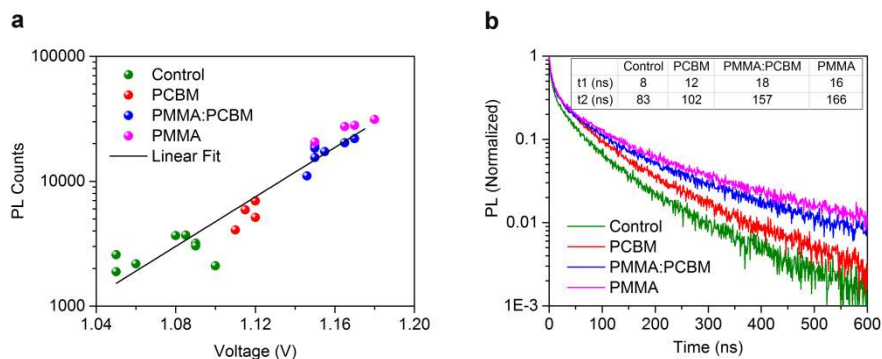 a
100000
10000
1000
PL Counts
Control
PCBM
PMMA:PCBM
PMMA
Linear Fit
1.04 1.08 1.12 1.16 1.20
Voltage (V)
b
1
0.1
0.01
1E-3
PL (Normalized)
Control PCBM PMMA:PCBM PMMA
t1 (ns) 8 12 18 16
t2 (ns) 83 102 157 166
Control
PCBM
PMMA:PCBM
PMMA
0 100 200 300 400 500 600
Time (ns)